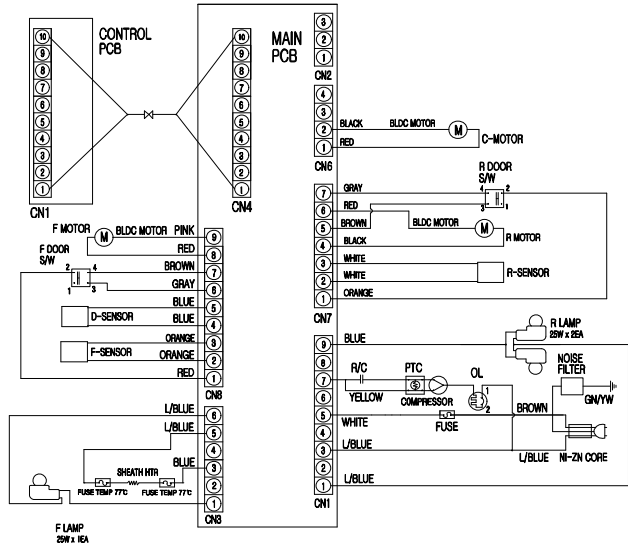 CONTROL
PCB
10
9
8
7
6
5
4
3
2
1
CN1
MAIN
PCB
10
9
8
7
6
5
4
3
2
1
CN4
3
2
1
CN2
4
3
2
1
CN6
BLACK BLDC MOTOR M
RED
C-MOTOR
R DOOR
S/W
4 2
3 1
7 GRAY
6 RED
5 BROWN BLDC MOTOR M
4 BLACK R MOTOR
3 WHITE
2 WHITE R-SENSOR
1 ORANGE
CN7
F MOTOR M BLDC MOTOR PINK 9
RED 8
F DOOR
S/W
2 4
1 3
BROWN 7
GRAY 6
D-SENSOR BLUE 5
BLUE 4
F-SENSOR ORANGE 3
ORANGE 2
RED 1
CN8
9 BLUE
8
7
6
5
4
3
2
1
R LAMP
25W x 2EA
NOISE
FILTER
GN/YW
R/C PTC OL
S
YELLOW COMPRESSOR
1
2
WHITE FUSE BROWN
L/BLUE L/BLUE NI-ZN CORE
L/BLUE
CN1
L/BLUE 6
L/BLUE 5
4
BLUE 3
2
1
SHEATH HTR
FUSE TEMP 77℃ FUSE TEMP 77℃
CN3
F LAMP
25W x 1EA